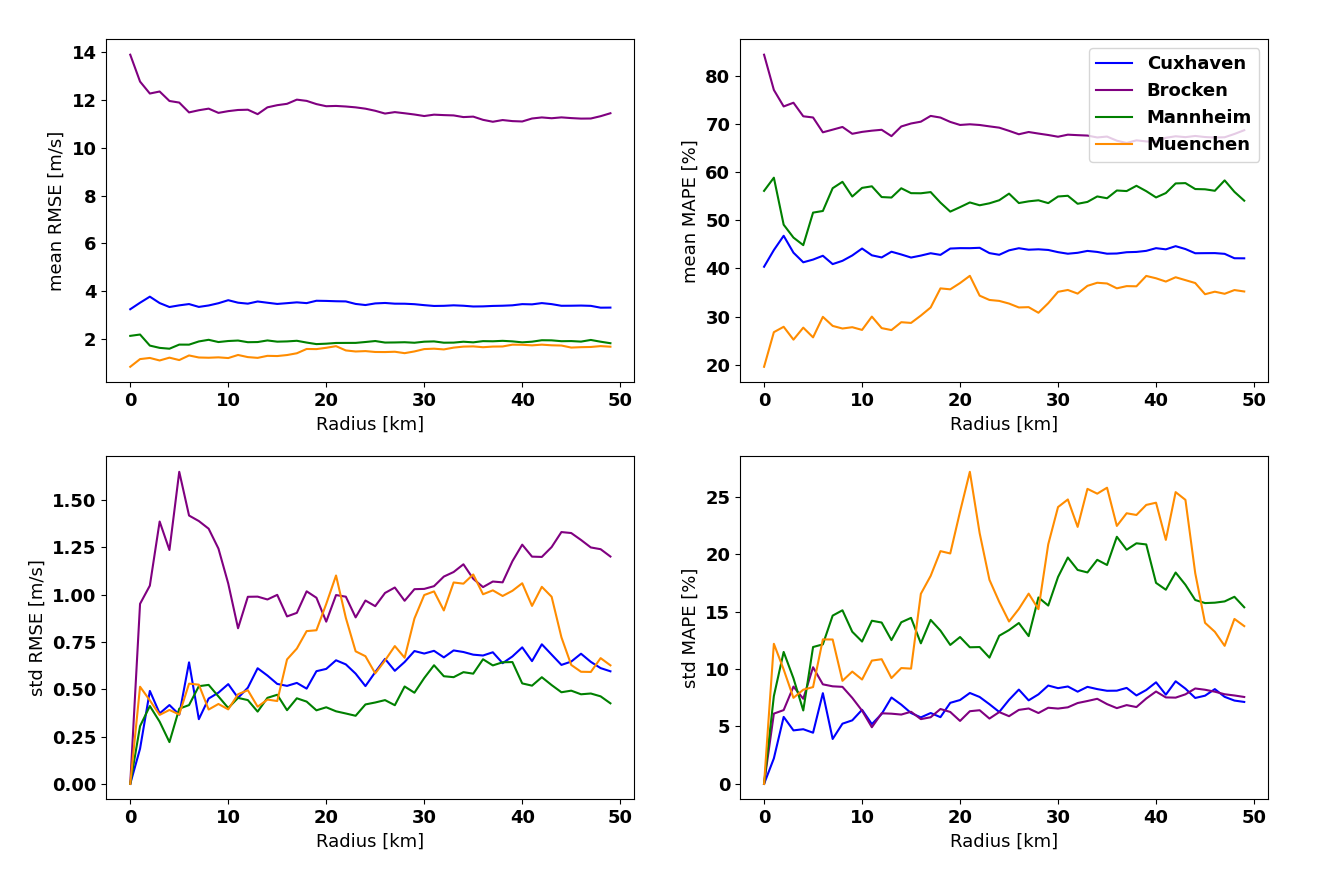 14
12
10
8
6
4
2
mean RMSE [m/s]
0 10 20 30 40 50
Radius [km]
80
70
60
50
40
30
20
mean MAPE [%]
Cuxhaven
Brocken
Mannheim
Muenchen
0 10 20 30 40 50
Radius [km]
1.50
1.25
1.00
0.75
0.50
0.25
0.00
std RMSE [m/s]
0 10 20 30 40 50
Radius [km]
25
20
15
10
5
0
std MAPE [%]
0 10 20 30 40 50
Radius [km]